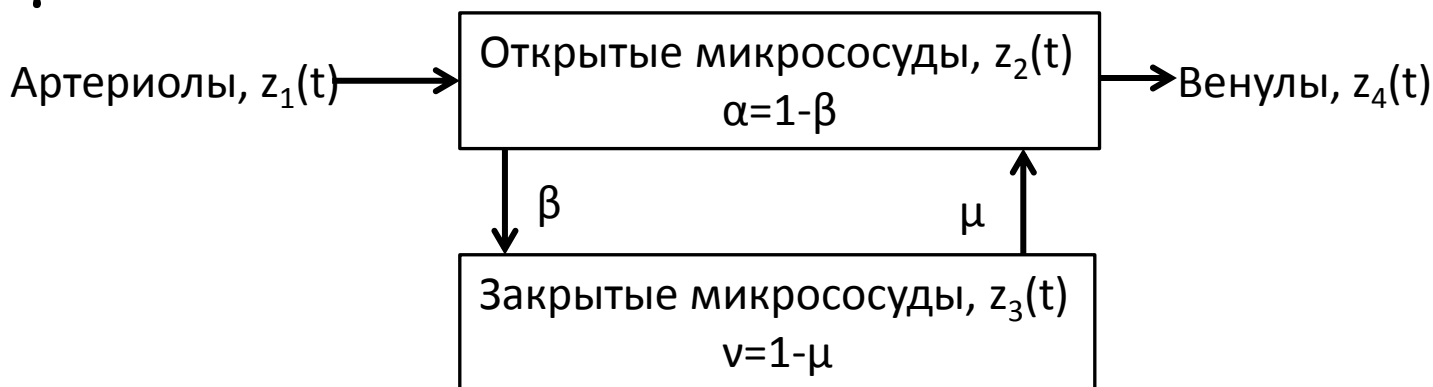 Открытые микрососуды, z₂(t)
Артериолы, z₁(t)
Венулы, z₄(t)
α=1-β
β
μ
Закрытые микрососуды, z₃(t)
ν=1-μ